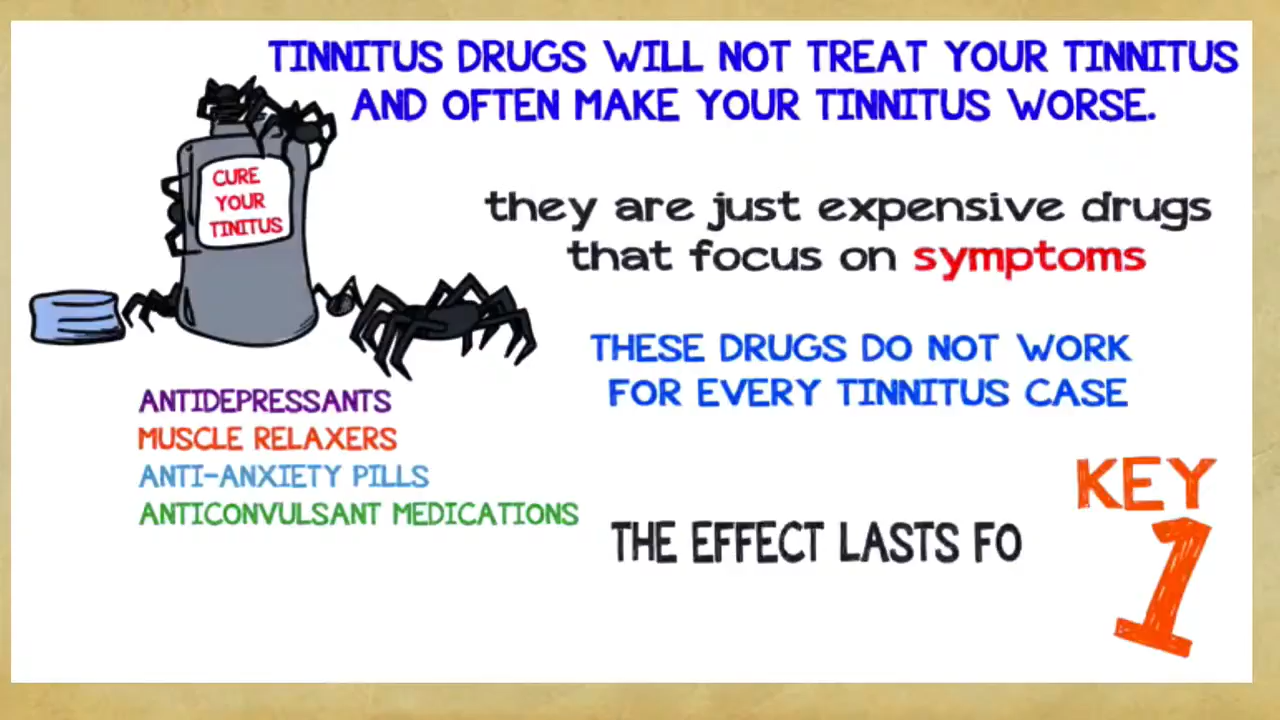 TINNITUS DRUGS WILL NOT TREAT YOUR TINNITUS
AND OFTEN MAKE YOUR TINNITUS WORSE.
CURE
YOUR
TINITUS
they are just expensive drugs
that focus on symptoms
THESE DRUGS DO NOT WORK
FOR EVERY TINNITUS CASE
ANTIDEPRESSANTS
MUSCLE RELAXERS
ANTI-ANXIETY PILLS
ANTICONVULSANT MEDICATIONS
THE EFFECT LASTS FO
KEY
1